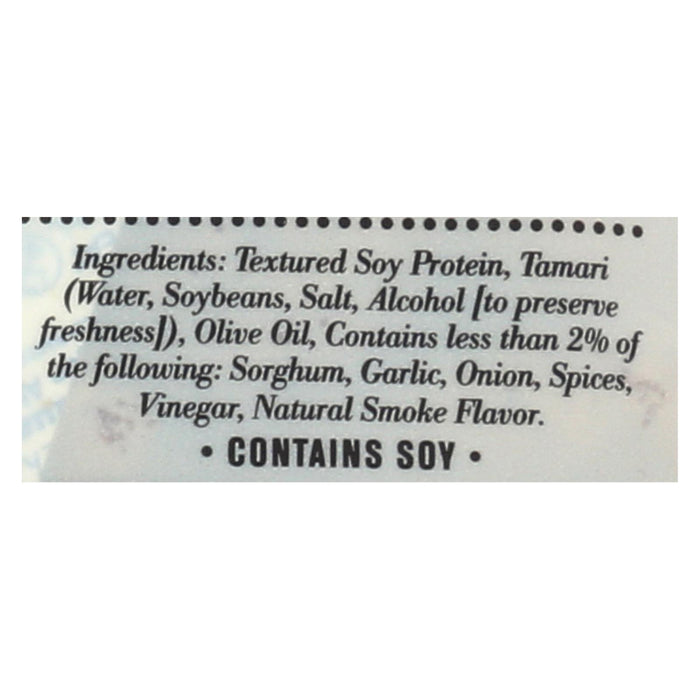 Ingredients: Textured Soy Protein, Tamari
(Water, Soybeans, Salt, Alcohol [to preserve
freshness]), Olive Oil, Contains less than 2% of
the following: Sorghum, Garlic, Onion, Spices,
Vinegar, Natural Smoke Flavor.
• CONTAINS SOY •